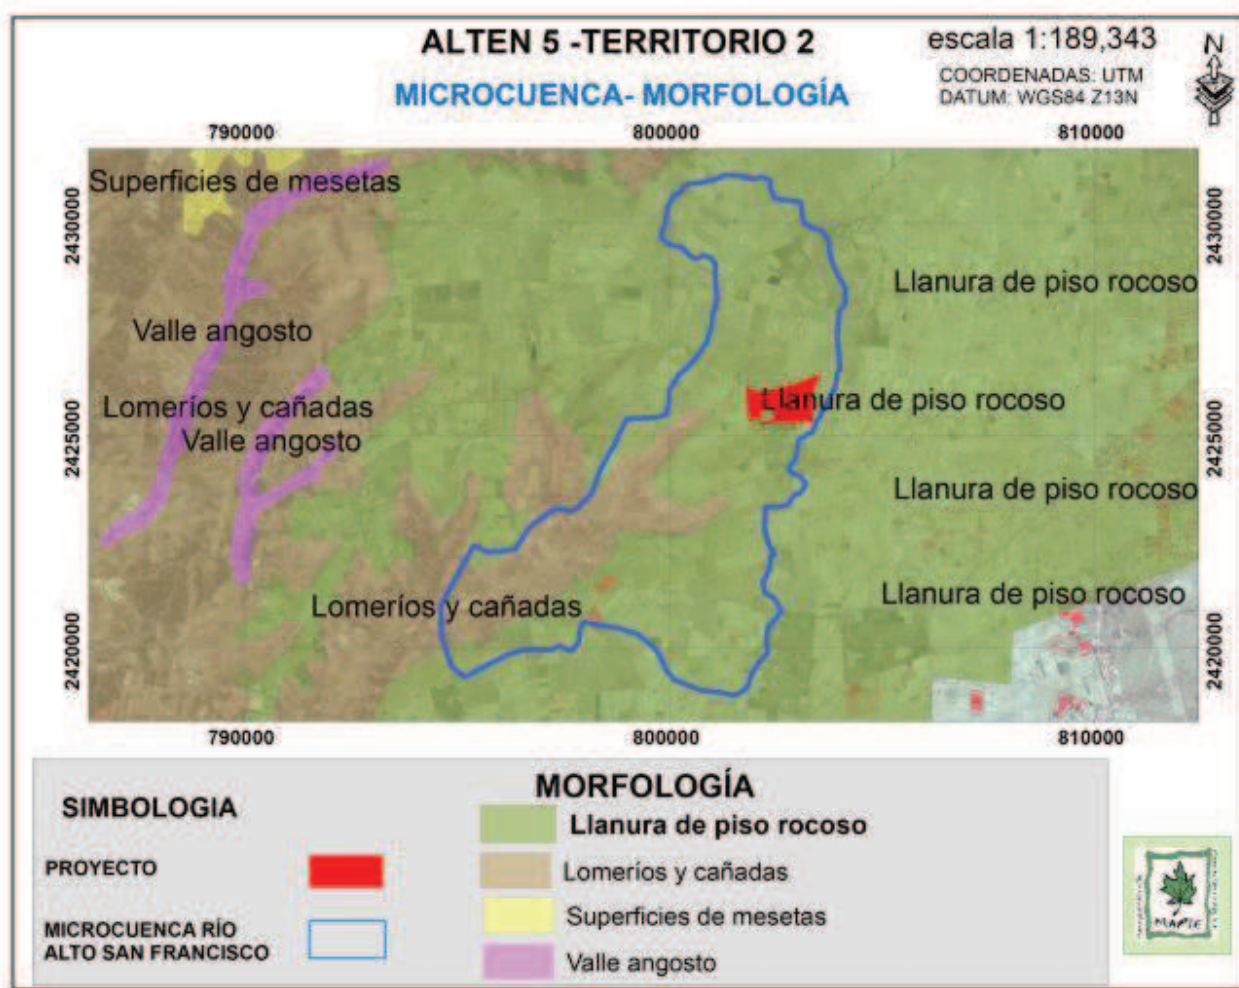 ALTEN 5 -TERRITORIO 2
escala 1:189,343
N
MICROCUENCA- MORFOLOGÍA
COORDENADAS: UTM
DATUM: WGS84 Z13N
790000
800000
810000
Superficies de mesetas
2430000
2430000
Llanura de piso rocoso
Valle angosto
Lomeríos y cañadas
Llanura de piso rocoso
Valle angosto
2425000
2425000
Llanura de piso rocoso
Lomeríos y cañadas
Llanura de piso rocoso
2420000
2420000
790000
800000
810000
SIMBOLOGIA
PROYECTO
MICROCUENCA RÍO
ALTO SAN FRANCISCO
MORFOLOGÍA
Llanura de piso rocoso
Lomeríos y cañadas
Superficies de mesetas
Valle angosto
MAPLE